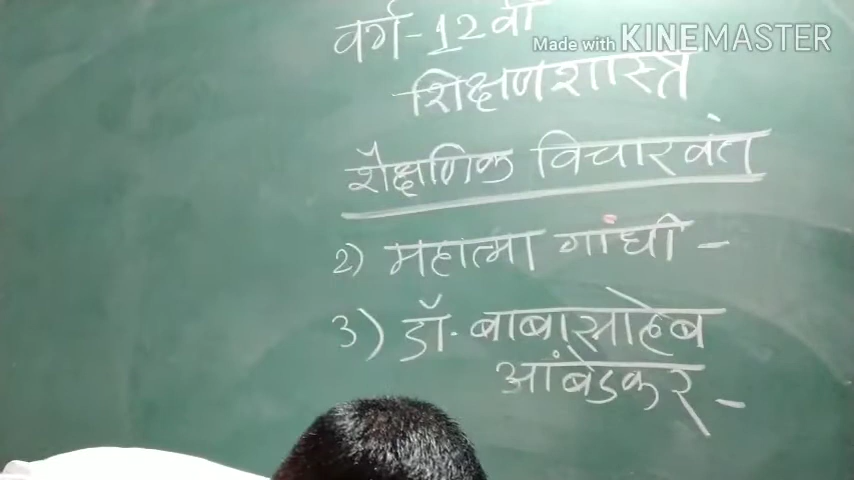 वर्ग-12वी
Made with KINEMASTER
शिक्षणशास्त्र
शैक्षणिक विचारवंत
2) महात्मा गांधी -
3) डॉ. बाबासाहेब
आंबेडकर -